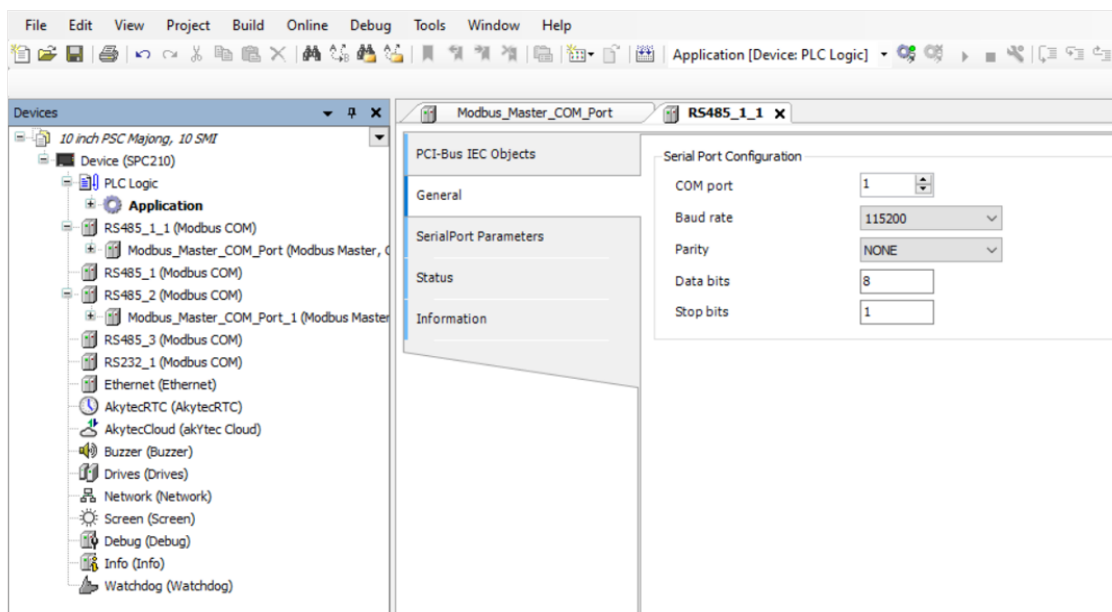 File Edit View Project Build Online Debug Tools Window Help
Application [Device: PLC Logic]
Devices
10 inch PSC Majong, 10 SMI
Device (SPC210)
PLC Logic
Application
RS485_1_1 (Modbus COM)
Modbus_Master_COM_Port (Modbus Master, C
RS485_1 (Modbus COM)
RS485_2 (Modbus COM)
Modbus_Master_COM_Port_1 (Modbus Master
RS485_3 (Modbus COM)
RS232_1 (Modbus COM)
Ethernet (Ethernet)
AkytecRTC (AkytecRTC)
AkytecCloud (akYtec Cloud)
Buzzer (Buzzer)
Drives (Drives)
Network (Network)
Screen (Screen)
Debug (Debug)
Info (Info)
Watchdog (Watchdog)
Modbus_Master_COM_Port RS485_1_1
PCI-Bus IEC Objects
General
SerialPort Parameters
Status
Information
Serial Port Configuration
COM port 1
Baud rate 115200
Parity NONE
Data bits 8
Stop bits 1